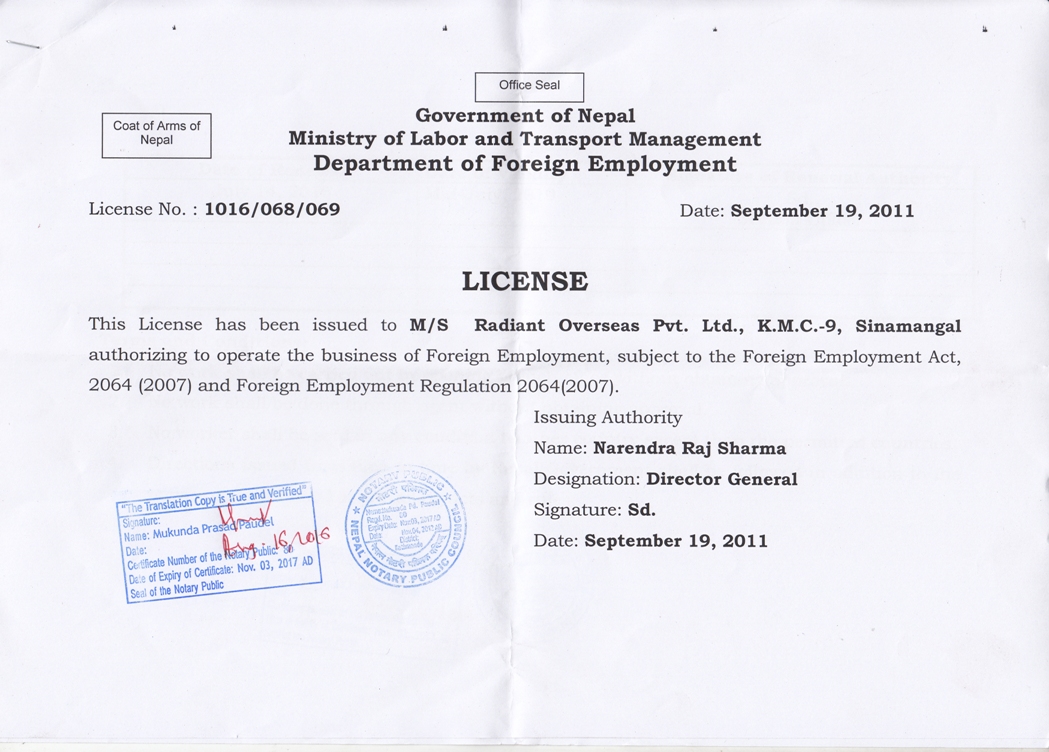 Office Seal
Coat of Arms of
Nepal
Government of Nepal
Ministry of Labor and Transport Management
Department of Foreign Employment
License No. : 1016/068/069 Date: September 19, 2011
LICENSE
This License has been issued to M/S Radiant Overseas Pvt. Ltd., K.M.C.-9, Sinamangal
authorizing to operate the business of Foreign Employment, subject to the Foreign Employment Act,
2064 (2007) and Foreign Employment Regulation 2064(2007).
Issuing Authority
Name: Narendra Raj Sharma
Designation: Director General
Signature: Sd.
Date: September 19, 2011
"The Translation Copy is True and Verified"
Signature:
Name: Mukunda Prasad Paudel
Date: Aug - 16, 2016
Certificate Number of the Notary Public: 80
Date of Expiry of Certificate: Nov. 03, 2017 AD
Seal of the Notary Public
NOTARY PUBLIC
NEPAL NOTARY PUBLIC COUNCIL